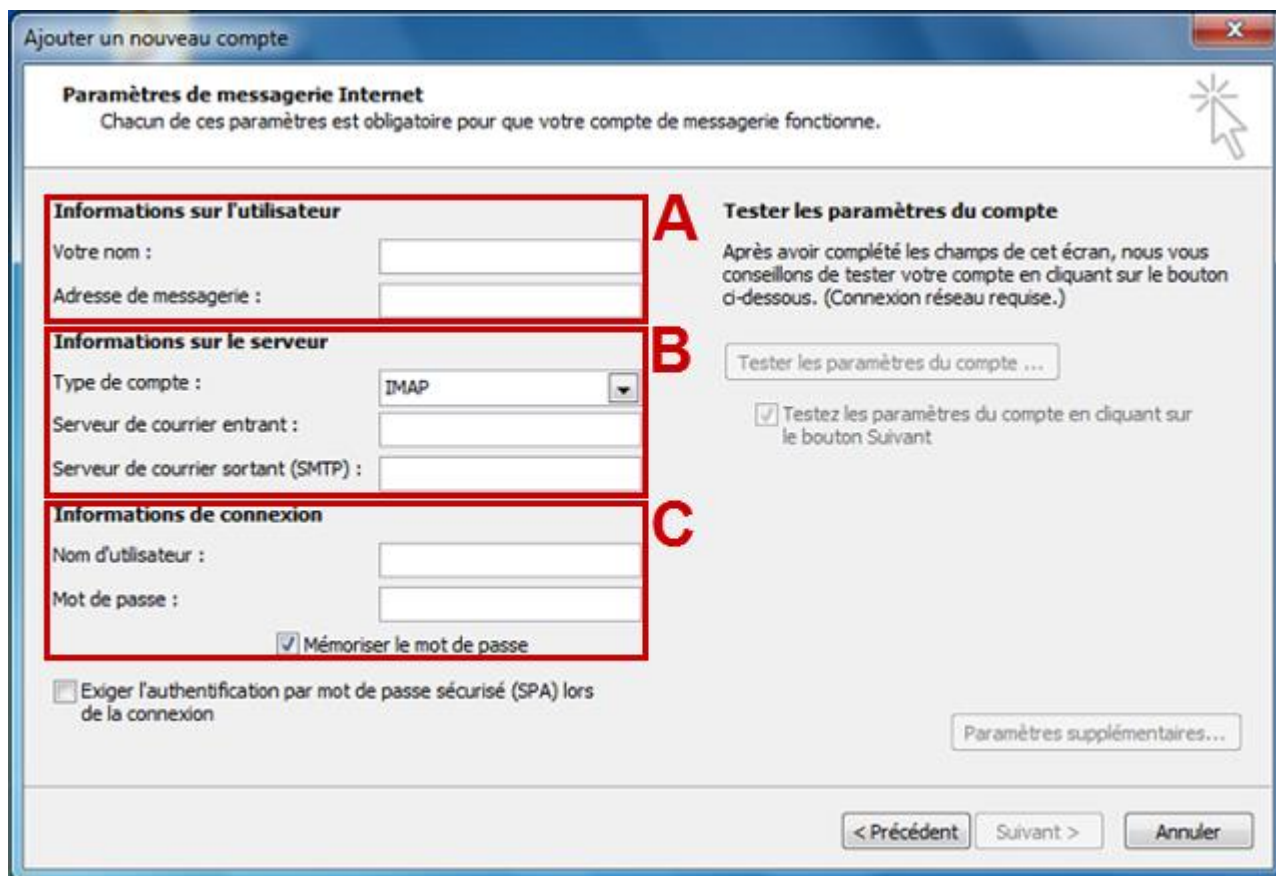 Ajouter un nouveau compte
Paramètres de messagerie Internet
Chacun de ces paramètres est obligatoire pour que votre compte de messagerie fonctionne.
Informations sur l'utilisateur
A
Votre nom :
Adresse de messagerie :
Informations sur le serveur
B
Type de compte :
IMAP
Serveur de courrier entrant :
Serveur de courrier sortant (SMTP) :
Informations de connexion
C
Nom d'utilisateur :
Mot de passe :
Mémoriser le mot de passe
Exiger l'authentification par mot de passe sécurisé (SPA) lors
de la connexion
Tester les paramètres du compte
Après avoir complété les champs de cet écran, nous vous
conseillons de tester votre compte en cliquant sur le bouton
ci-dessous. (Connexion réseau requise.)
Tester les paramètres du compte ...
Testez les paramètres du compte en cliquant sur
le bouton Suivant
Paramètres supplémentaires...
< Précédent
Suivant >
Annuler